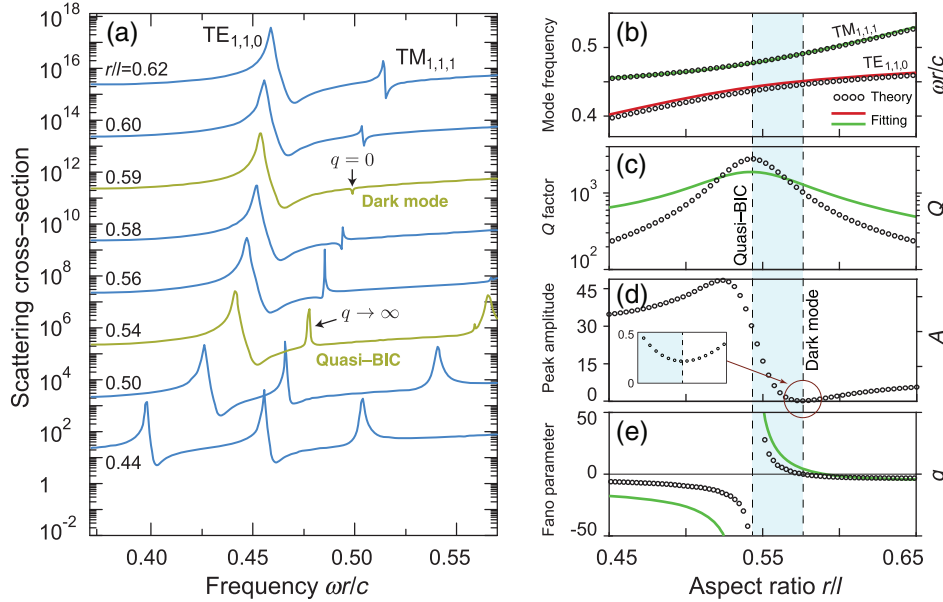 (a)
TE1,1,0
TM1,1,1
r/l=0.62
0.60
0.59
q = 0
Dark mode
0.58
0.56
0.54
q → ∞
Quasi–BIC
0.50
0.44
10^18
10^16
10^14
10^12
10^10
10^8
10^6
10^4
10^2
1
10^-2
Scattering cross–section
0.40
0.45
0.50
0.55
Frequency ωr/c
(b)
TM1,1,1
TE1,1,0
Theory
Fitting
0.5
0.4
Mode frequency
ωr/c
(c)
10^3
10^2
Q factor
Q
Quasi–BIC
(d)
45
30
15
0
Peak amplitude
A
0.5
0
Dark mode
(e)
50
0
-50
Fano parameter
q
0.45
0.55
0.65
Aspect ratio r/l